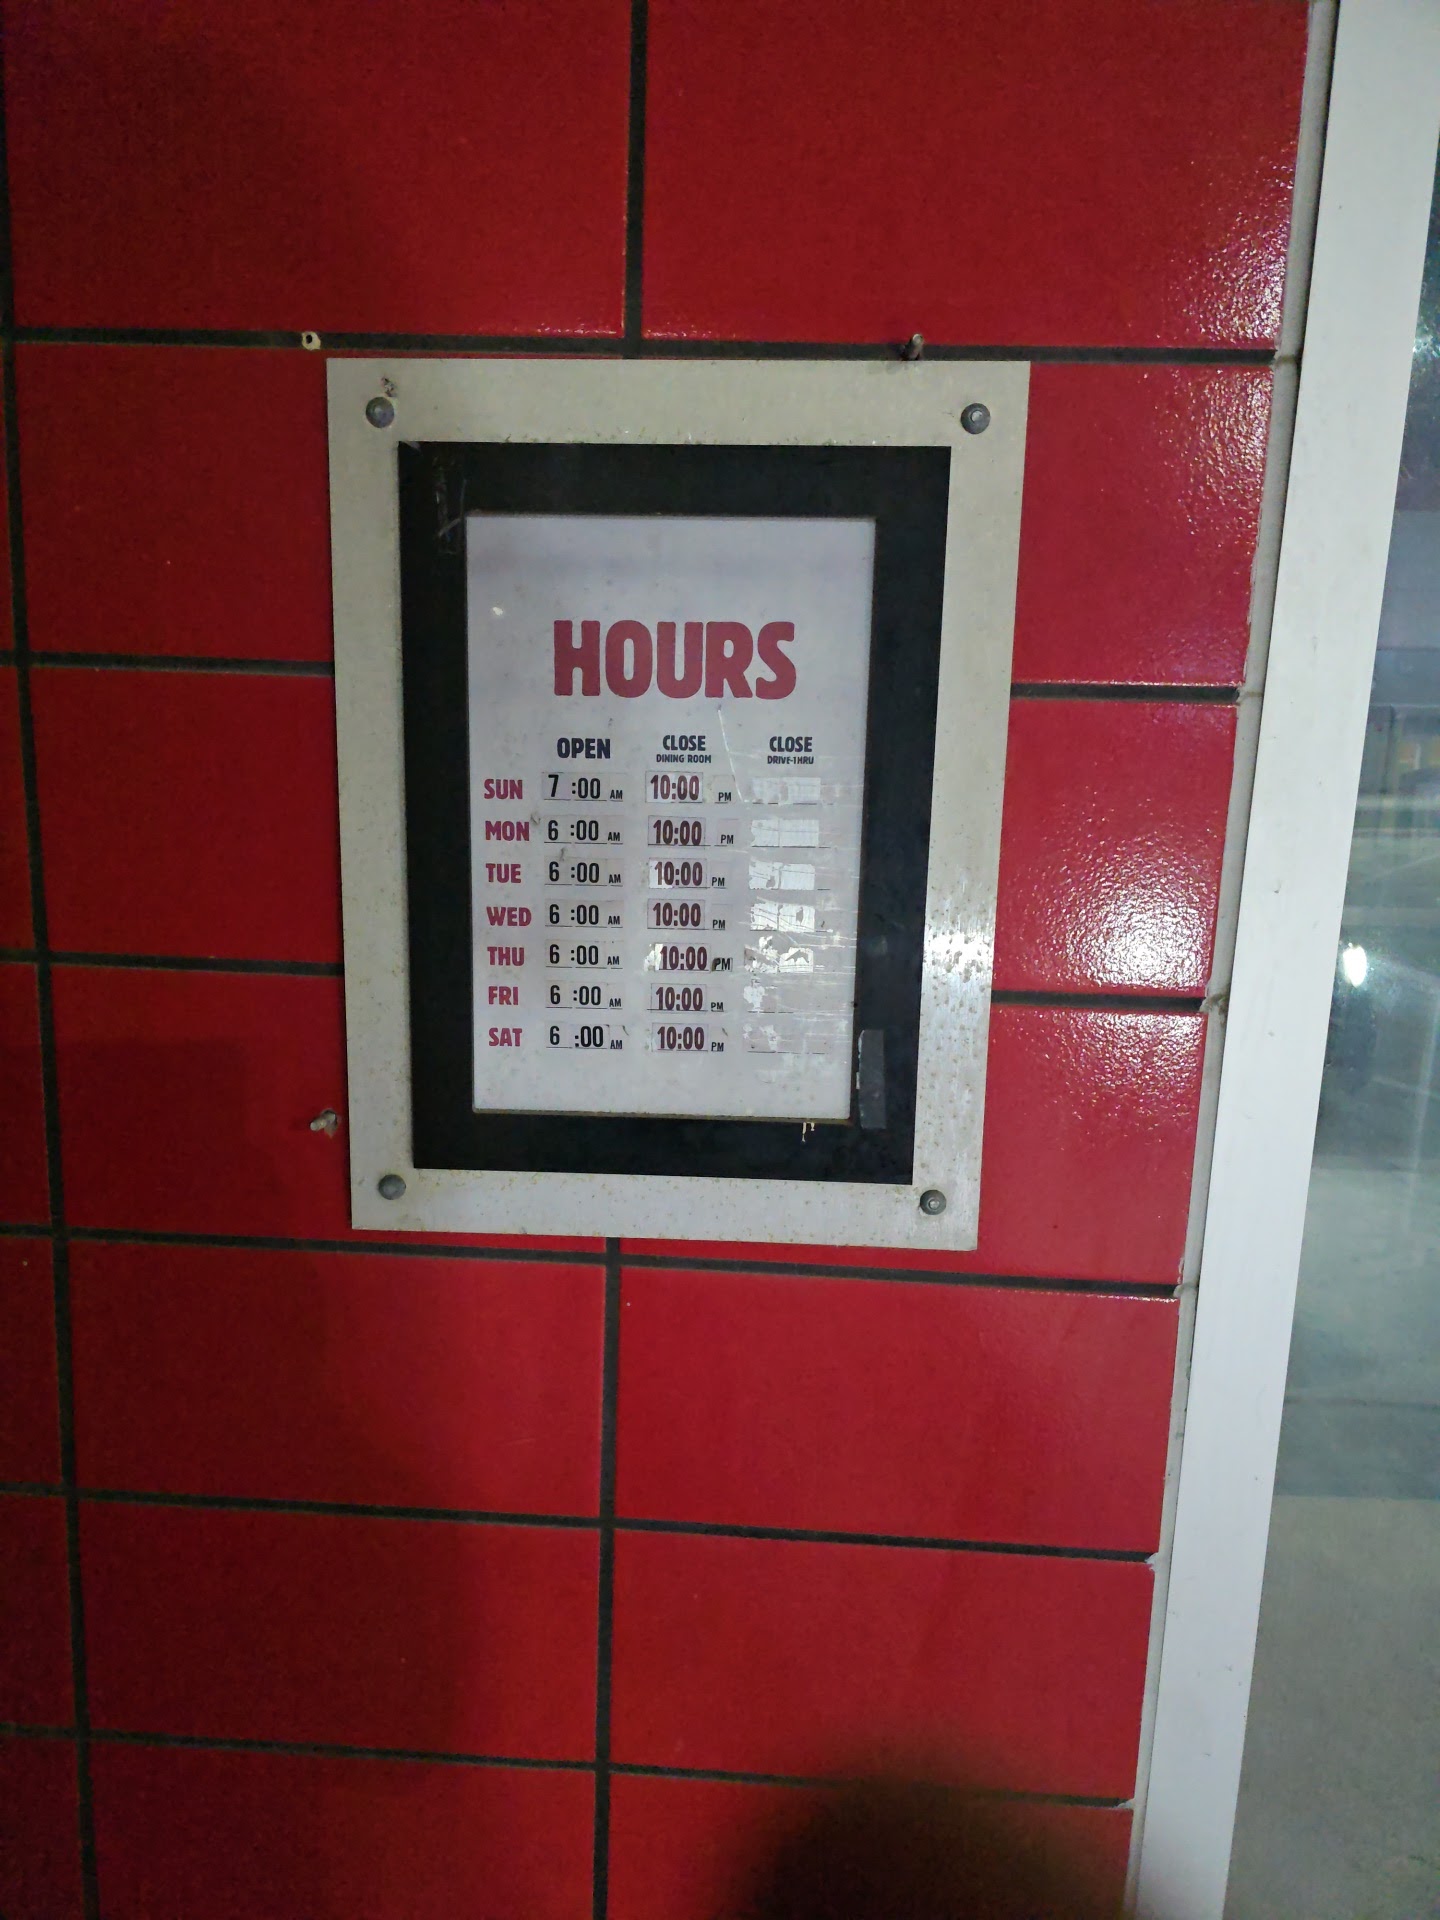 HOURS
OPEN CLOSE CLOSE
DINING ROOM DRIVE-THRU
SUN 7:00 AM 10:00 PM
MON 6:00 AM 10:00 PM
TUE 6:00 AM 10:00 PM
WED 6:00 AM 10:00 PM
THU 6:00 AM 10:00 PM
FRI 6:00 AM 10:00 PM
SAT 6:00 AM 10:00 PM